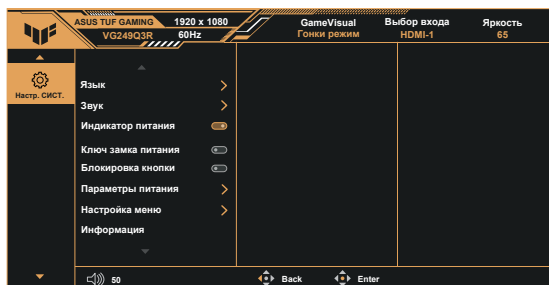 ASUS TUF GAMING 1920 x 1080 GameVisual Выбор входа Яркость
VG249Q3R 60Hz Гонки режим HDMI-1 65
Настр. СИСТ.
Язык
Звук
Индикатор питания
Ключ замка питания
Блокировка кнопки
Параметры питания
Настройка меню
Информация
50 Back Enter